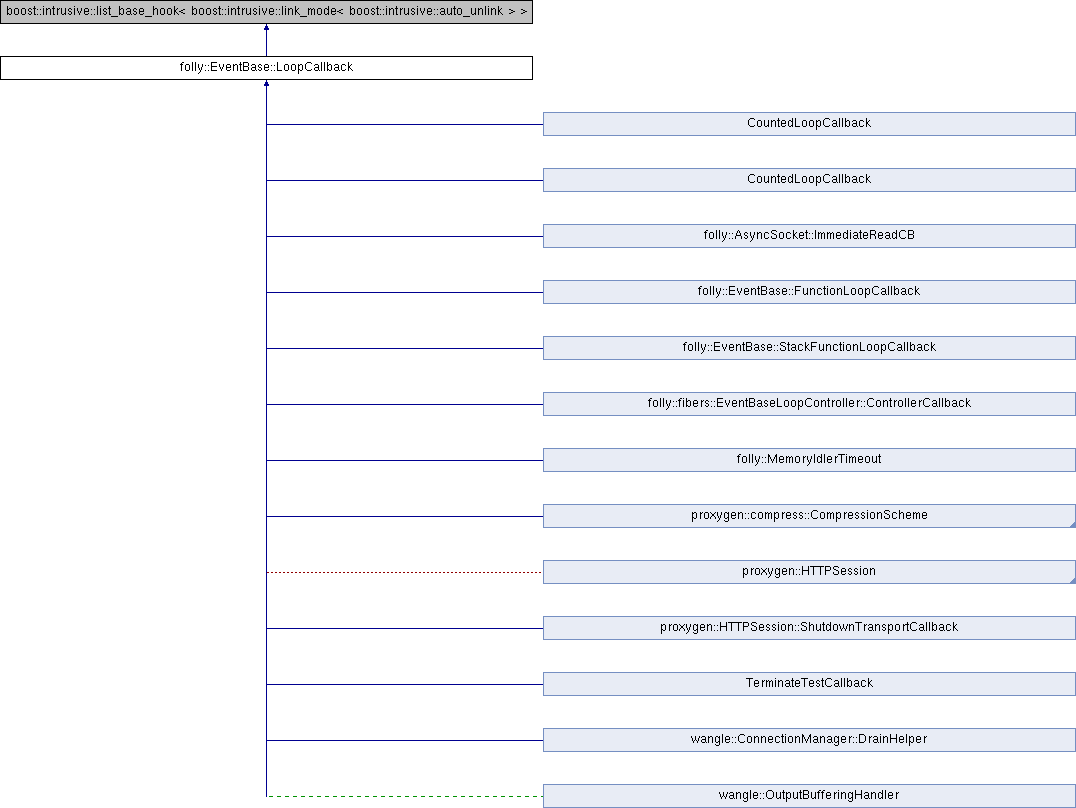 boost::intrusive::list_base_hook< boost::intrusive::link_mode< boost::intrusive::auto_unlink > >
folly::EventBase::LoopCallback
CountedLoopCallback
CountedLoopCallback
folly::AsyncSocket::ImmediateReadCB
folly::EventBase::FunctionLoopCallback
folly::EventBase::StackFunctionLoopCallback
folly::fibers::EventBaseLoopController::ControllerCallback
folly::MemoryIdlerTimeout
proxygen::compress::CompressionScheme
proxygen::HTTPSession
proxygen::HTTPSession::ShutdownTransportCallback
TerminateTestCallback
wangle::ConnectionManager::DrainHelper
wangle::OutputBufferingHandler